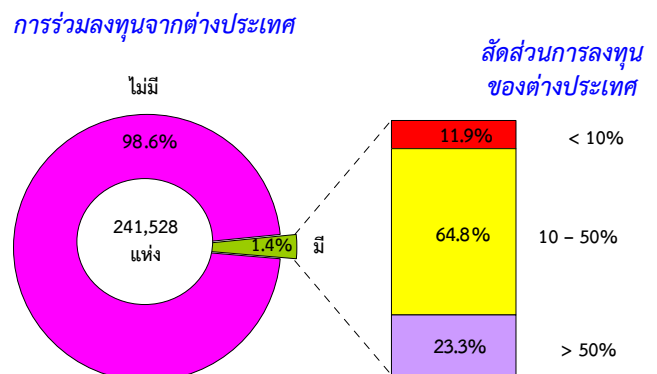 การร่วมลงทุนจากต่างประเทศ
สัดส่วนการลงทุน
ของต่างประเทศ
ไม่มี
98.6%
241,528
แห่ง
1.4%
มี
11.9%
< 10%
64.8%
10 – 50%
23.3%
> 50%